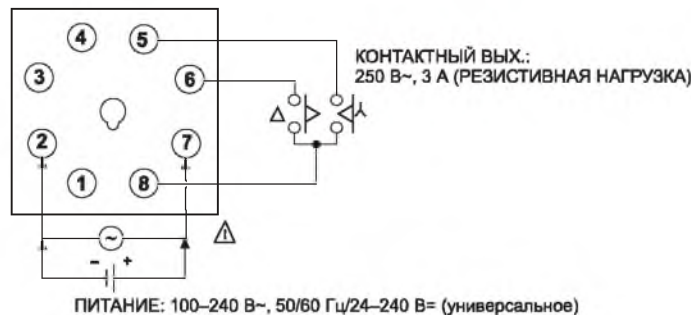 4 5
КОНТАКТНЫЙ ВЫХ.:
250 В~, 3 А (РЕЗИСТИВНАЯ НАГРУЗКА)
3 6
2 7
1 8
~
!
− +
ПИТАНИЕ: 100–240 В~, 50/60 Гц/24–240 В= (универсальное)